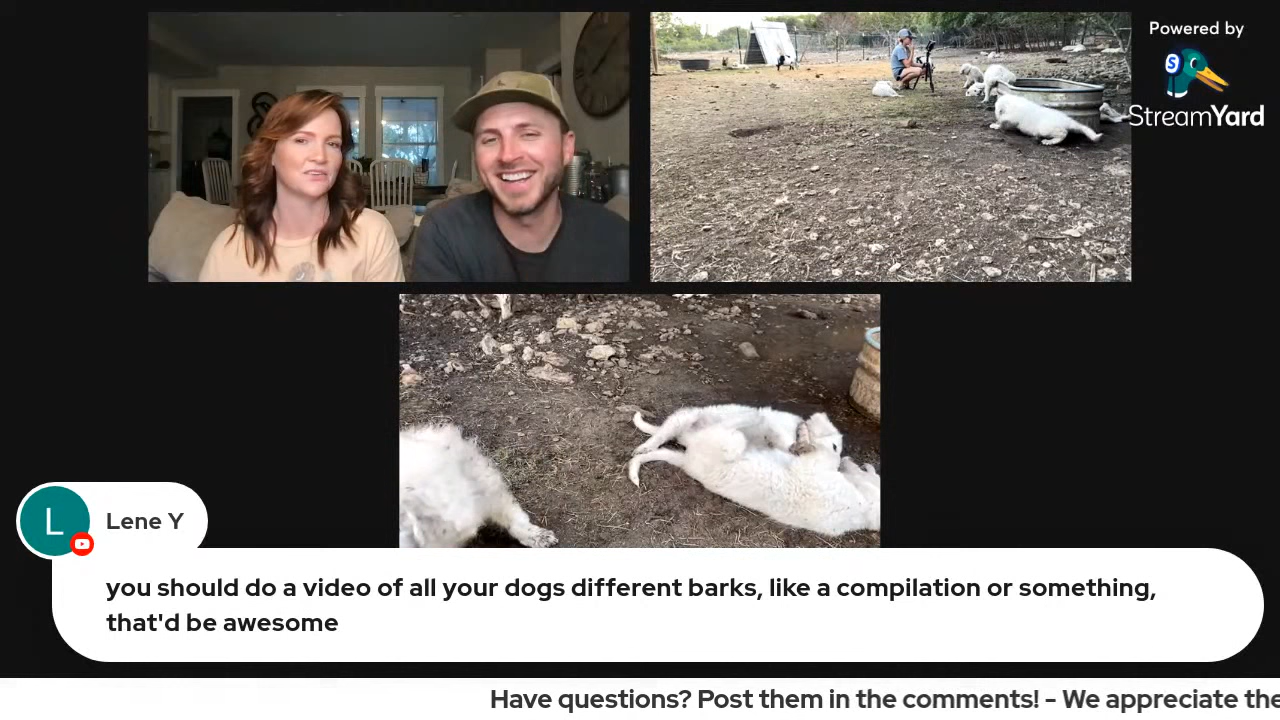 Powered by
StreamYard
L
Lene Y
you should do a video of all your dogs different barks, like a compilation or something,
that'd be awesome
Have questions? Post them in the comments! - We appreciate the